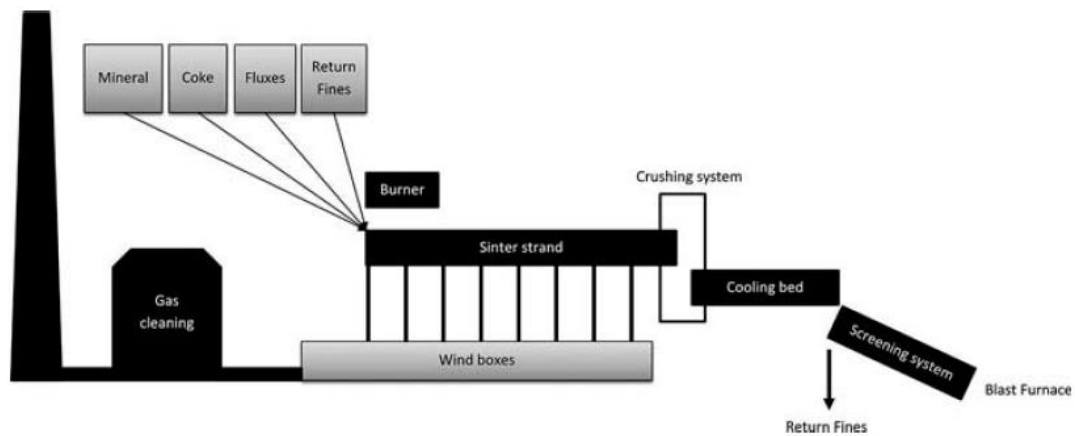 Mineral
Coke
Fluxes
Return
Fines
Burner
Crushing system
Sinter strand
Cooling bed
Gas
cleaning
Screening system
Wind boxes
Blast Furnace
Return Fines